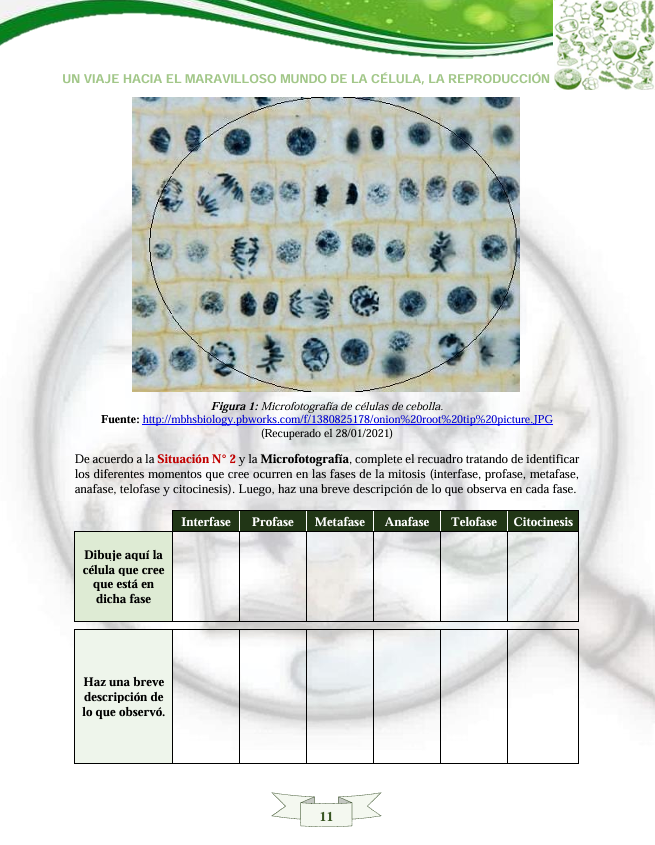 UN VIAJE HACIA EL MARAVILLOSO MUNDO DE LA CÉLULA, LA REPRODUCCIÓN
Figura 1: Microfotografía de células de cebolla.
Fuente: http://mbhsbiology.pbworks.com/f/1380825178/onion%20root%20tip%20picture.JPG
(Recuperado el 28/01/2021)
De acuerdo a la Situación N° 2 y la Microfotografía, complete el recuadro tratando de identificar
los diferentes momentos que cree ocurren en las fases de la mitosis (interfase, profase, metafase,
anafase, telofase y citocinesis). Luego, haz una breve descripción de lo que observa en cada fase.
Interfase Profase Metafase Anafase Telofase Citocinesis
Dibuje aquí la
célula que cree
que está en
dicha fase
Haz una breve
descripción de
lo que observó.
11